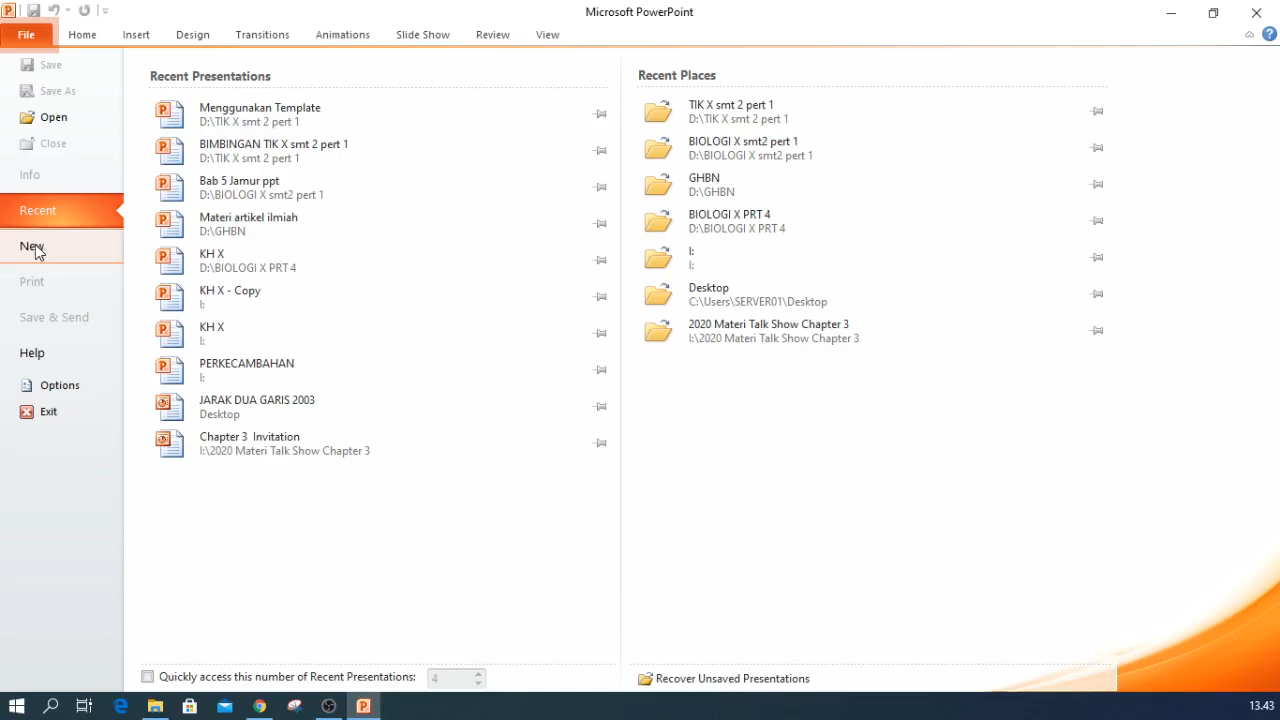 Microsoft PowerPoint
File
Home
Insert
Design
Transitions
Animations
Slide Show
Review
View
Save
Save As
Open
Close
Info
Recent
New
Print
Save & Send
Help
Options
Exit
Recent Presentations
Menggunakan Template
D:\TIK X smt 2 pert 1
BIMBINGAN TIK X smt 2 pert 1
D:\TIK X smt 2 pert 1
Bab 5 Jamur ppt
D:\BIOLOGI X smt2 pert 1
Materi artikel ilmiah
D:\GHBN
KH X
D:\BIOLOGI X PRT 4
KH X - Copy
I:
KH X
I:
PERKECAMBAHAN
I:
JARAK DUA GARIS 2003
Desktop
Chapter 3  Invitation
I:\2020 Materi Talk Show Chapter 3
Quickly access this number of Recent Presentations:
4
Recent Places
TIK X smt 2 pert 1
D:\TIK X smt 2 pert 1
BIOLOGI X smt2 pert 1
D:\BIOLOGI X smt2 pert 1
GHBN
D:\GHBN
BIOLOGI X PRT 4
D:\BIOLOGI X PRT 4
I:
I:
Desktop
C:\Users\SERVER01\Desktop
2020 Materi Talk Show Chapter 3
I:\2020 Materi Talk Show Chapter 3
Recover Unsaved Presentations
13.43